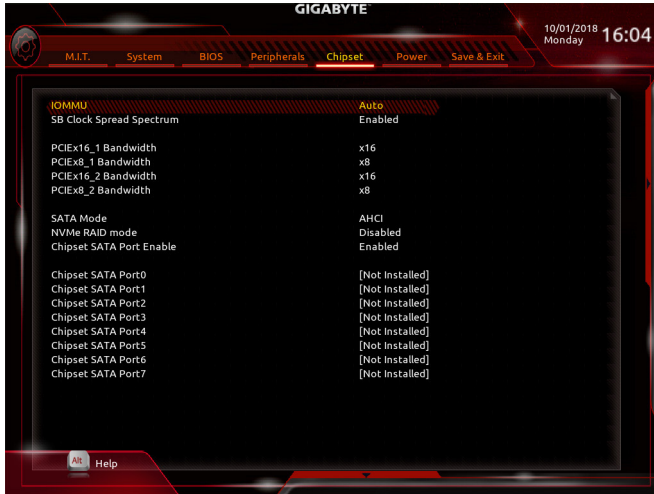 GIGABYTE™
10/01/2018 16:04
Monday
M.I.T. System BIOS Peripherals Chipset Power Save & Exit
IOMMU Auto
SB Clock Spread Spectrum Enabled
PCIEx16_1 Bandwidth x16
PCIEx8_1 Bandwidth x8
PCIEx16_2 Bandwidth x16
PCIEx8_2 Bandwidth x8
SATA Mode AHCI
NVMe RAID mode Disabled
Chipset SATA Port Enable Enabled
Chipset SATA Port0 [Not Installed]
Chipset SATA Port1 [Not Installed]
Chipset SATA Port2 [Not Installed]
Chipset SATA Port3 [Not Installed]
Chipset SATA Port4 [Not Installed]
Chipset SATA Port5 [Not Installed]
Chipset SATA Port6 [Not Installed]
Chipset SATA Port7 [Not Installed]
Alt Help